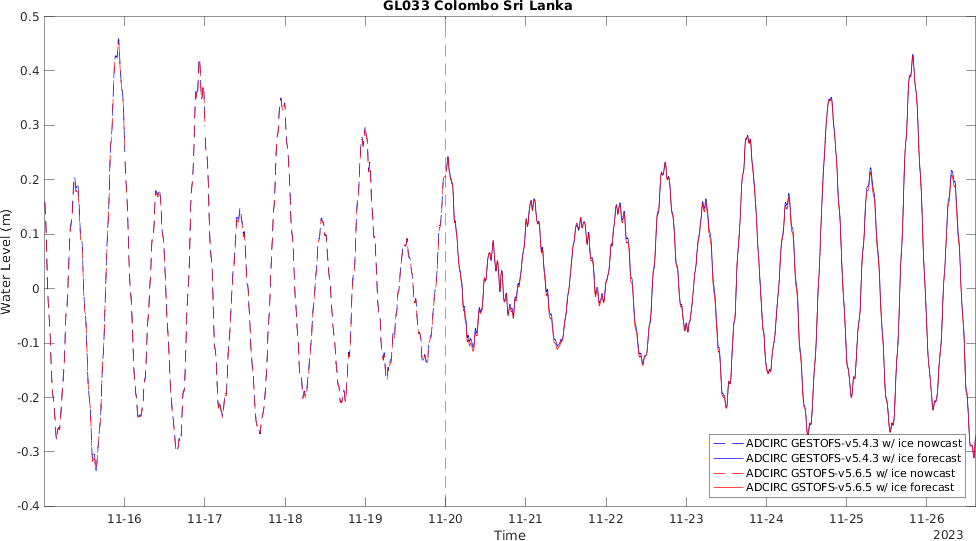 GL033 Colombo Sri Lanka
0.5
0.4
0.3
0.2
0.1
0
-0.1
-0.2
-0.3
-0.4
Water Level (m)
ADCIRC GESTOFS-v5.4.3 w/ ice nowcast
ADCIRC GESTOFS-v5.4.3 w/ ice forecast
ADCIRC GSTOFS-v5.6.5 w/ ice nowcast
ADCIRC GSTOFS-v5.6.5 w/ ice forecast
11-16 11-17 11-18 11-19 11-20 11-21 11-22 11-23 11-24 11-25 11-26
Time
2023